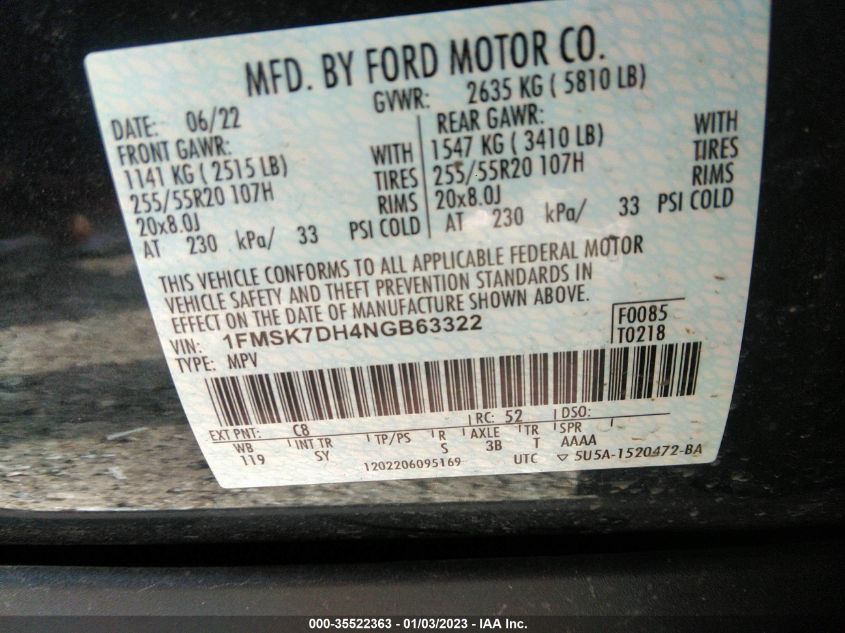 MFD. BY FORD MOTOR CO.
DATE: 06/22 GVWR: 2635 KG ( 5810 LB)
FRONT GAWR: REAR GAWR:
1141 KG ( 2515 LB) WITH 1547 KG ( 3410 LB) WITH
255/55R20 107H TIRES 255/55R20 107H TIRES
20x8.0J RIMS 20x8.0J RIMS
AT 230 kPa/ 33 PSI COLD AT 230 kPa/ 33 PSI COLD
THIS VEHICLE CONFORMS TO ALL APPLICABLE FEDERAL MOTOR
VEHICLE SAFETY AND THEFT PREVENTION STANDARDS IN
EFFECT ON THE DATE OF MANUFACTURE SHOWN ABOVE.
VIN: 1FMSK7DH4NGB63322 F0085
TYPE: MPV T0218
EXT PNT: C8 RC: 52 DSO:
WB INT TR TP/PS R AXLE TR SPR
119 SY S 3B T AAAA
1202206095169 UTC ▽ 5U5A-1520472-BA
000-35522363 - 01/03/2023 - IAA Inc.